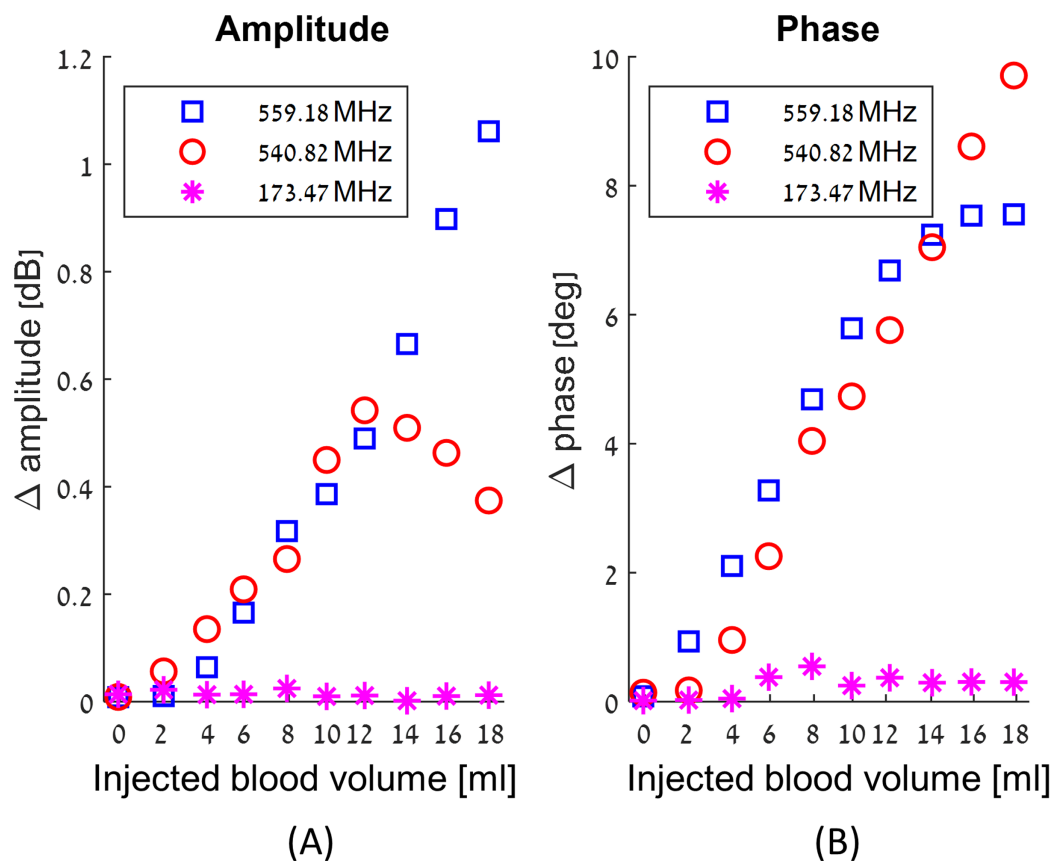 Amplitude
1.2
1
0.8
0.6
0.4
0.2
0
Δ amplitude [dB]
559.18 MHz
540.82 MHz
173.47 MHz
0 2 4 6 8 10 12 14 16 18
Injected blood volume [ml]
(A)
Phase
10
8
6
4
2
0
Δ phase [deg]
559.18 MHz
540.82 MHz
173.47 MHz
0 2 4 6 8 10 12 14 16 18
Injected blood volume [ml]
(B)